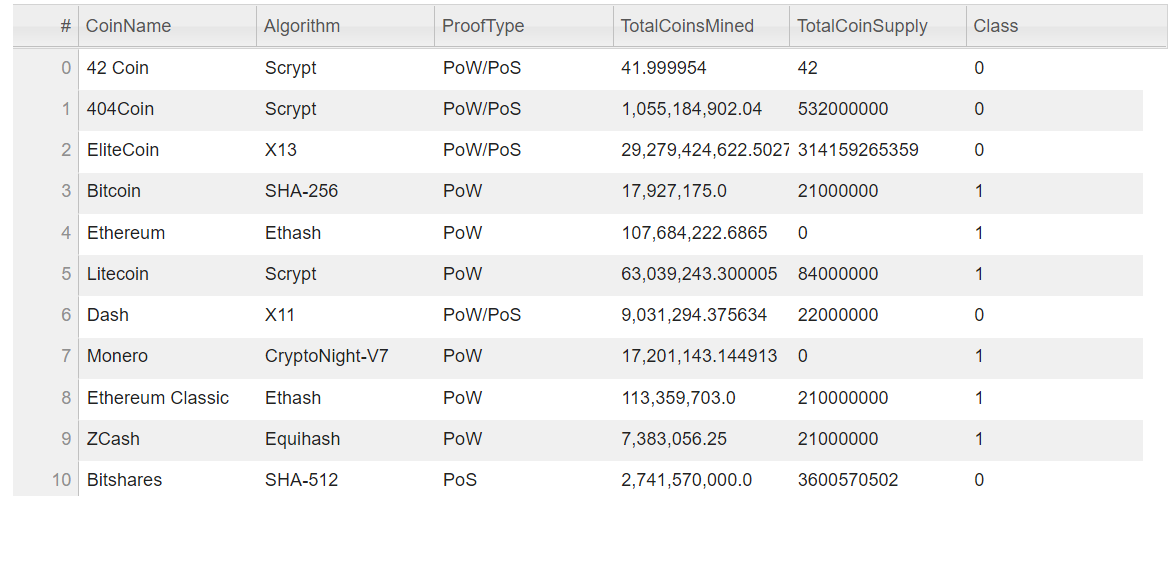 # CoinName Algorithm ProofType TotalCoinsMined TotalCoinSupply Class
0 42 Coin Scrypt PoW/PoS 41.999954 42 0
1 404Coin Scrypt PoW/PoS 1,055,184,902.04 532000000 0
2 EliteCoin X13 PoW/PoS 29,279,424,622.5027 314159265359 0
3 Bitcoin SHA-256 PoW 17,927,175.0 21000000 1
4 Ethereum Ethash PoW 107,684,222.6865 0 1
5 Litecoin Scrypt PoW 63,039,243.300005 84000000 1
6 Dash X11 PoW/PoS 9,031,294.375634 22000000 0
7 Monero CryptoNight-V7 PoW 17,201,143.144913 0 1
8 Ethereum Classic Ethash PoW 113,359,703.0 210000000 1
9 ZCash Equihash PoW 7,383,056.25 21000000 1
10 Bitshares SHA-512 PoS 2,741,570,000.0 3600570502 0